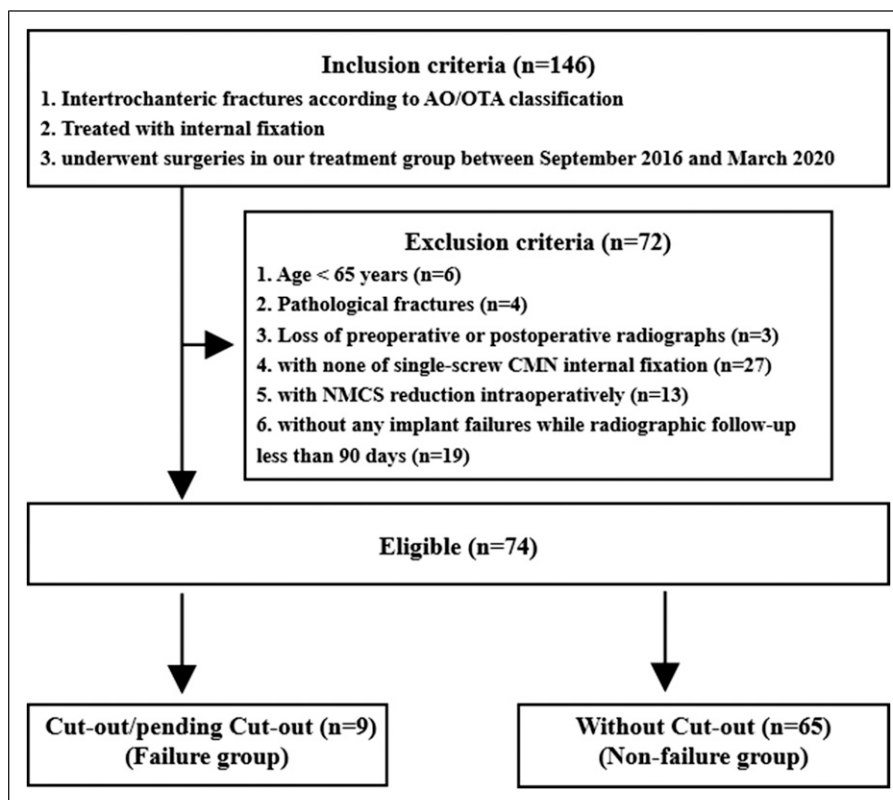 Inclusion criteria (n=146)
1. Intertrochanteric fractures according to AO/OTA classification
2. Treated with internal fixation
3. underwent surgeries in our treatment group between September 2016 and March 2020
Exclusion criteria (n=72)
1. Age < 65 years (n=6)
2. Pathological fractures (n=4)
3. Loss of preoperative or postoperative radiographs (n=3)
4. with none of single-screw CMN internal fixation (n=27)
5. with NMCS reduction intraoperatively (n=13)
6. without any implant failures while radiographic follow-up
less than 90 days (n=19)
Eligible (n=74)
Cut-out/pending Cut-out (n=9)
(Failure group)
Without Cut-out (n=65)
(Non-failure group)